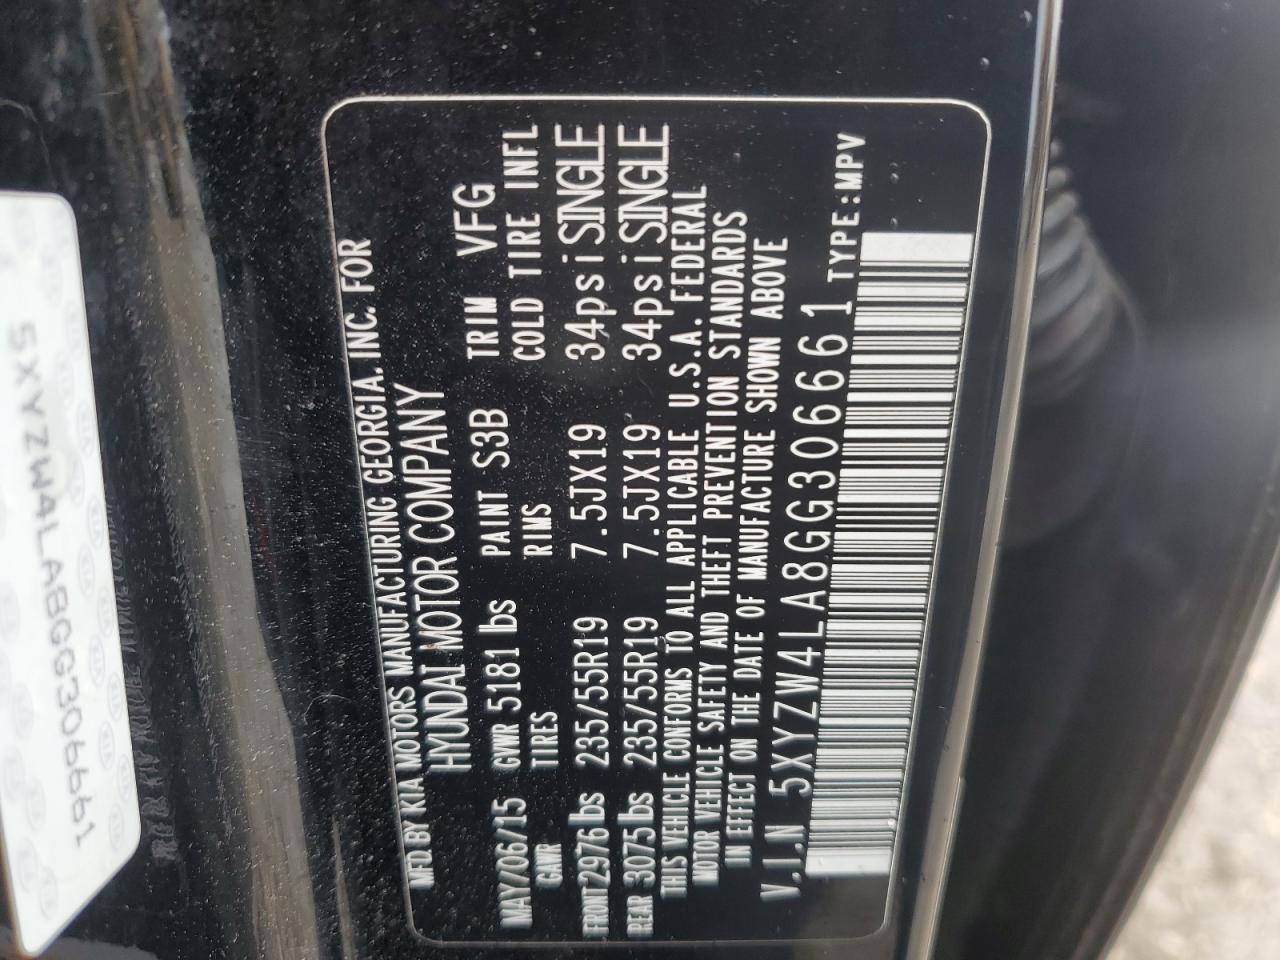 MFD BY KIA MOTORS MANUFACTURING GEORGIA. INC. FOR
HYUNDAI MOTOR COMPANY
MAY/06/15 GVWR 5181 lbs PAINT S3B TRIM VFG
GAWR TIRES RIMS COLD TIRE INFL
FRONT 2976 lbs 235/55R19 7.5JX19 34psi SINGLE
REAR 3075 lbs 235/55R19 7.5JX19 34psi SINGLE
THIS VEHICLE CONFORMS TO ALL APPLICABLE U.S.A. FEDERAL
MOTOR VEHICLE SAFETY AND THEFT PREVENTION STANDARDS
IN EFFECT ON THE DATE OF MANUFACTURE SHOWN ABOVE
V.I.N 5XYZW4LA8GG306661 TYPE:MPV
5XYZW4LA8GG306661